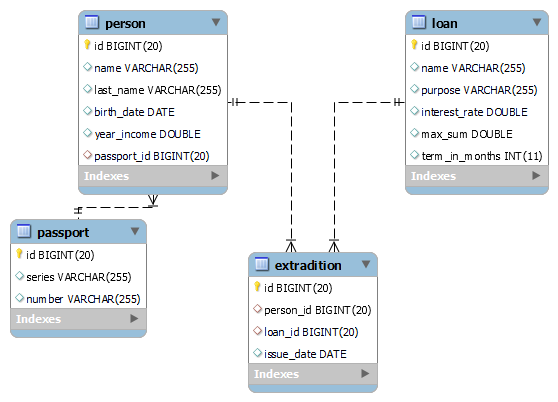 person
id BIGINT(20)
name VARCHAR(255)
last_name VARCHAR(255)
birth_date DATE
year_income DOUBLE
passport_id BIGINT(20)
Indexes
loan
id BIGINT(20)
name VARCHAR(255)
purpose VARCHAR(255)
interest_rate DOUBLE
max_sum DOUBLE
term_in_months INT(11)
Indexes
passport
id BIGINT(20)
series VARCHAR(255)
number VARCHAR(255)
Indexes
extradition
id BIGINT(20)
person_id BIGINT(20)
loan_id BIGINT(20)
issue_date DATE
Indexes